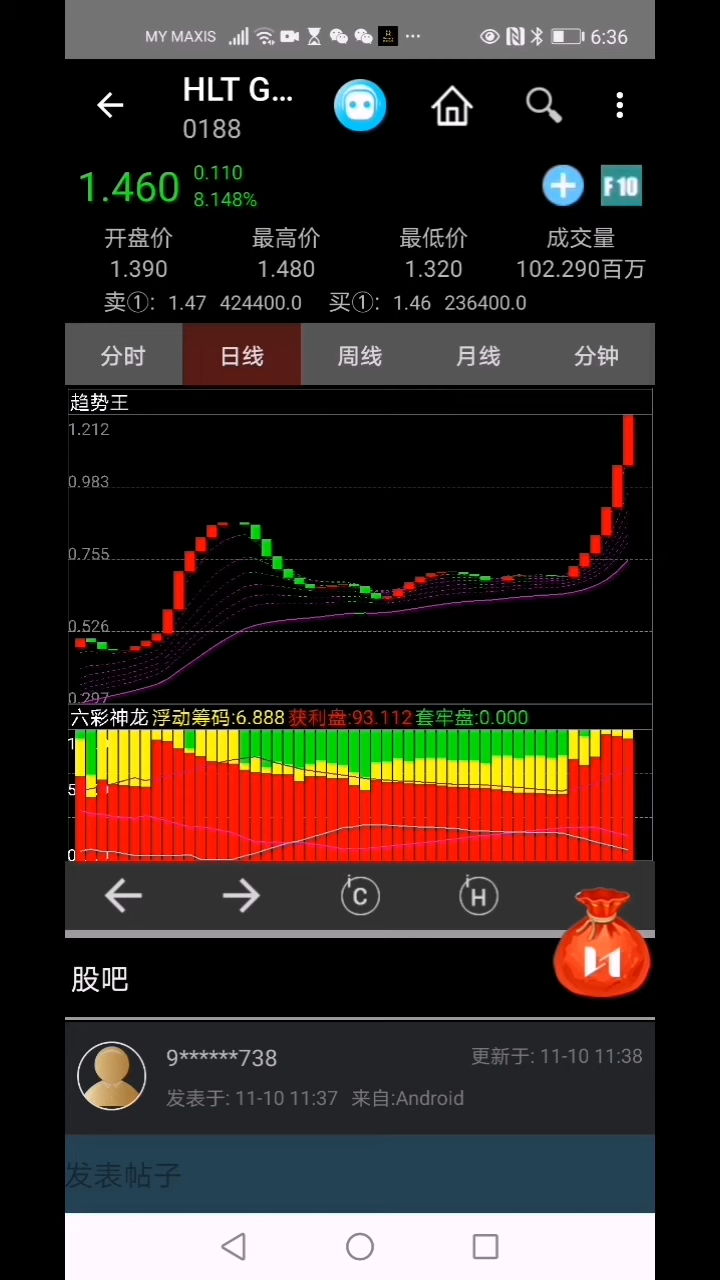 MY MAXIS 6:36
HLT G...
0188
1.460
0.110
8.148%
F10
开盘价 最高价 最低价 成交量
1.390 1.480 1.320 102.290百万
卖①: 1.47 424400.0 买①: 1.46 236400.0
分时 日线 周线 月线 分钟
趋势王
1.212
0.983
0.755
0.526
0.297
六彩神龙 浮动筹码:6.888 获利盘:93.112 套牢盘:0.000
C H
股吧
9******738 更新于: 11-10 11:38
发表于: 11-10 11:37 来自:Android
发表帖子